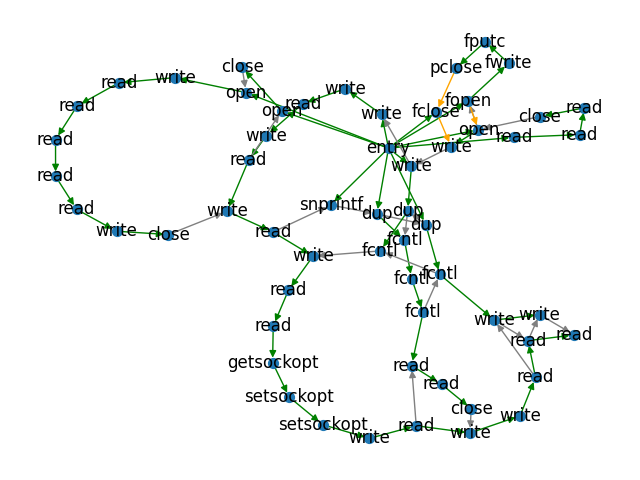 fputc
pclose
fwrite
close
write
read
open
write
read
open
fopen
fclose
read
write
close
read
open
write
read
read
read
entry
write
read
write
read
read
snprintf
write
dup
dup
dup
write
close
read
fcntl
fcntl
write
fcntl
fcntl
read
fcntl
write
write
read
read
read
getsockopt
read
read
read
setsockopt
close
write
setsockopt
read
write
write